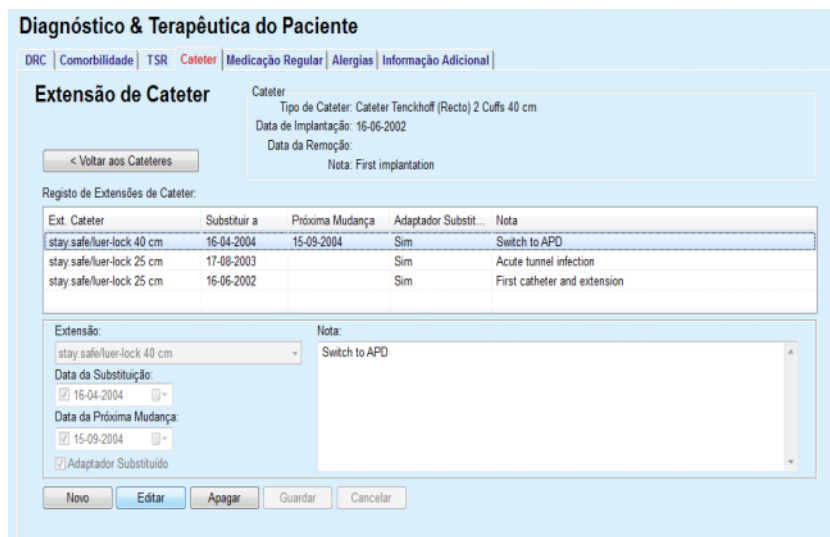 Diagnóstico & Terapêutica do Paciente
DRC Comorbilidade TSR Cateter Medicação Regular Alergias Informação Adicional
Extensão de Cateter
Cateter
Tipo de Cateter: Cateter Tenckhoff (Recto) 2 Cuffs 40 cm
Data de Implantação: 16-06-2002
Data da Remoção:
Nota: First implantation
< Voltar aos Cateteres
Registo de Extensões de Cateter:
Ext. Cateter Substituir a Próxima Mudança Adaptador Substit... Nota
stay.safe/luer-lock 40 cm 16-04-2004 15-09-2004 Sim Switch to APD
stay.safe/luer-lock 25 cm 17-08-2003 Sim Acute tunnel infection
stay.safe/luer-lock 25 cm 16-06-2002 Sim First catheter and extension
Extensão:
stay.safe/luer-lock 40 cm
Data da Substituição:
16-04-2004
Data da Próxima Mudança:
15-09-2004
Adaptador Substituído
Nota:
Switch to APD
Novo Editar Apagar Guardar Cancelar